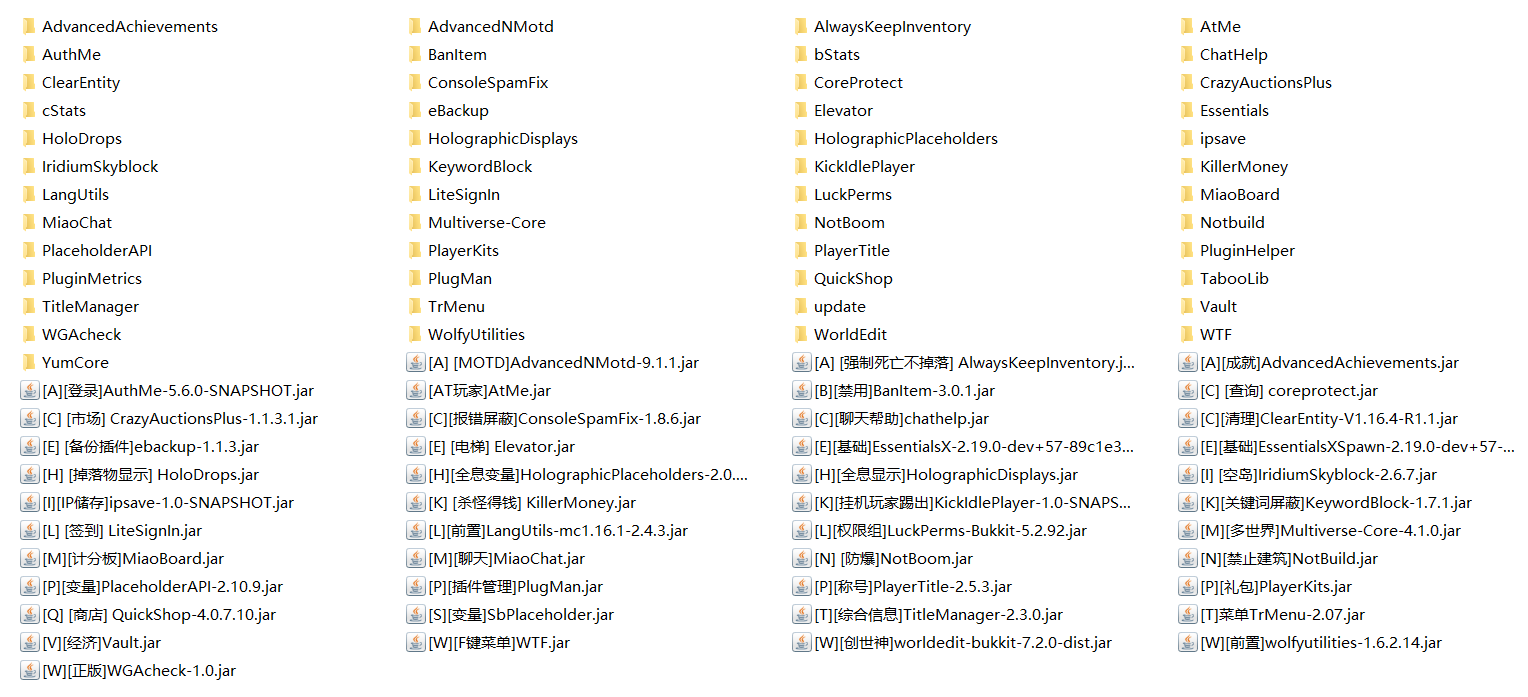 AdvancedAchievements AdvancedNMotd AlwaysKeepInventory AtMe
AuthMe BanItem bStats ChatHelp
ClearEntity ConsoleSpamFix CoreProtect CrazyAuctionsPlus
cStats eBackup Elevator Essentials
HoloDrops HolographicDisplays HolographicPlaceholders ipsave
IridiumSkyblock KeywordBlock KickIdlePlayer KillerMoney
LangUtils LiteSignIn LuckPerms MiaoBoard
MiaoChat Multiverse-Core NotBoom Notbuild
PlaceholderAPI PlayerKits PlayerTitle PluginHelper
PluginMetrics PlugMan QuickShop TabooLib
TitleManager TrMenu update Vault
WGAcheck WolfyUtilities WorldEdit WTF
YumCore [A] [MOTD]AdvancedNMotd-9.1.1.jar [A] [强制死亡不掉落] AlwaysKeepInventory.j... [A][成就]AdvancedAchievements.jar
[A][登录]AuthMe-5.6.0-SNAPSHOT.jar [AT玩家]AtMe.jar [B][禁用]BanItem-3.0.1.jar [C] [查询] coreprotect.jar
[C] [市场] CrazyAuctionsPlus-1.1.3.1.jar [C][报错屏蔽]ConsoleSpamFix-1.8.6.jar [C][聊天帮助]chathelp.jar [C][清理]ClearEntity-V1.16.4-R1.1.jar
[E] [备份插件]ebackup-1.1.3.jar [E] [电梯] Elevator.jar [E][基础]EssentialsX-2.19.0-dev+57-89c1e3... [E][基础]EssentialsXSpawn-2.19.0-dev+57-...
[H] [掉落物显示] HoloDrops.jar [H][全息变量]HolographicPlaceholders-2.0.... [H][全息显示]HolographicDisplays.jar [I] [空岛]IridiumSkyblock-2.6.7.jar
[I][IP储存]ipsave-1.0-SNAPSHOT.jar [K] [杀怪得钱] KillerMoney.jar [K][挂机玩家踢出]KickIdlePlayer-1.0-SNAPS... [K][关键词屏蔽]KeywordBlock-1.7.1.jar
[L] [签到] LiteSignIn.jar [L][前置]LangUtils-mc1.16.1-2.4.3.jar [L][权限组]LuckPerms-Bukkit-5.2.92.jar [M][多世界]Multiverse-Core-4.1.0.jar
[M][计分板]MiaoBoard.jar [M][聊天]MiaoChat.jar [N] [防爆]NotBoom.jar [N][禁止建筑]NotBuild.jar
[P][变量]PlaceholderAPI-2.10.9.jar [P][插件管理]PlugMan.jar [P][称号]PlayerTitle-2.5.3.jar [P][礼包]PlayerKits.jar
[Q] [商店] QuickShop-4.0.7.10.jar [S][变量]SbPlaceholder.jar [T][综合信息]TitleManager-2.3.0.jar [T]菜单TrMenu-2.07.jar
[V][经济]Vault.jar [W][F键菜单]WTF.jar [W][创世神]worldedit-bukkit-7.2.0-dist.jar [W][前置]wolfyutilities-1.6.2.14.jar
[W][正版]WGAcheck-1.0.jar